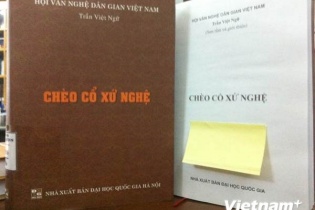 HỘI VĂN NGHỆ DÂN GIAN VIỆT NAM
Trần Việt Ngữ
CHÈO CỔ XỨ NGHỆ
NHÀ XUẤT BẢN ĐẠI HỌC QUỐC GIA HÀ NỘI
HỘI VĂN NGHỆ DÂN GIAN VIỆT NAM
Trần Việt Ngữ
CHÈO CỔ XỨ NGHỆ
NHÀ XUẤT BẢN ĐẠI HỌC QUỐC GIA
Vietnam+